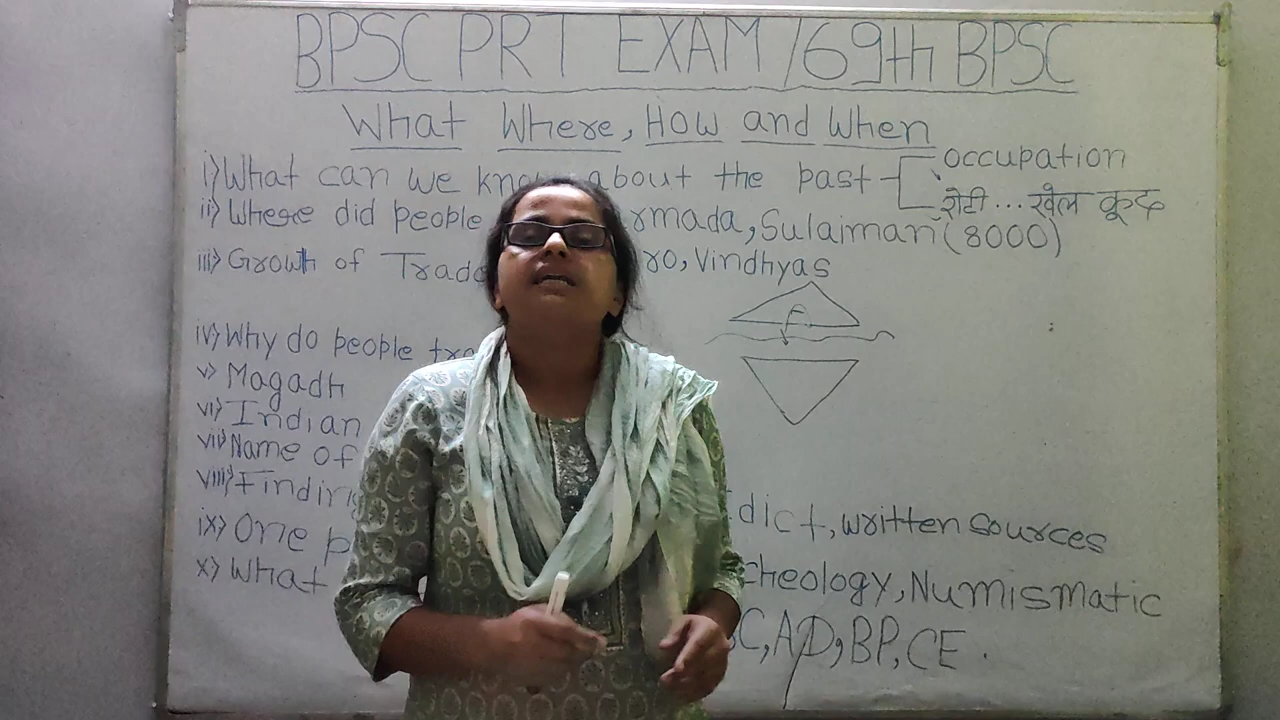 BPSC PRT EXAM /69th BPSC
What Where, How and When
i) What can we know about the past
occupation
रोटी ... खेल कूद
ii) Where did people rmada, Sulaiman (8000)
iii) Growth of Trade ro, Vindhyas
iv) Why do people tra
v) Magadh
vi) Indian
vii) Name of
viii) Findin
ix) One p dict, written sources
x) What cheology, Numismatic
C, AD, BP, CE.